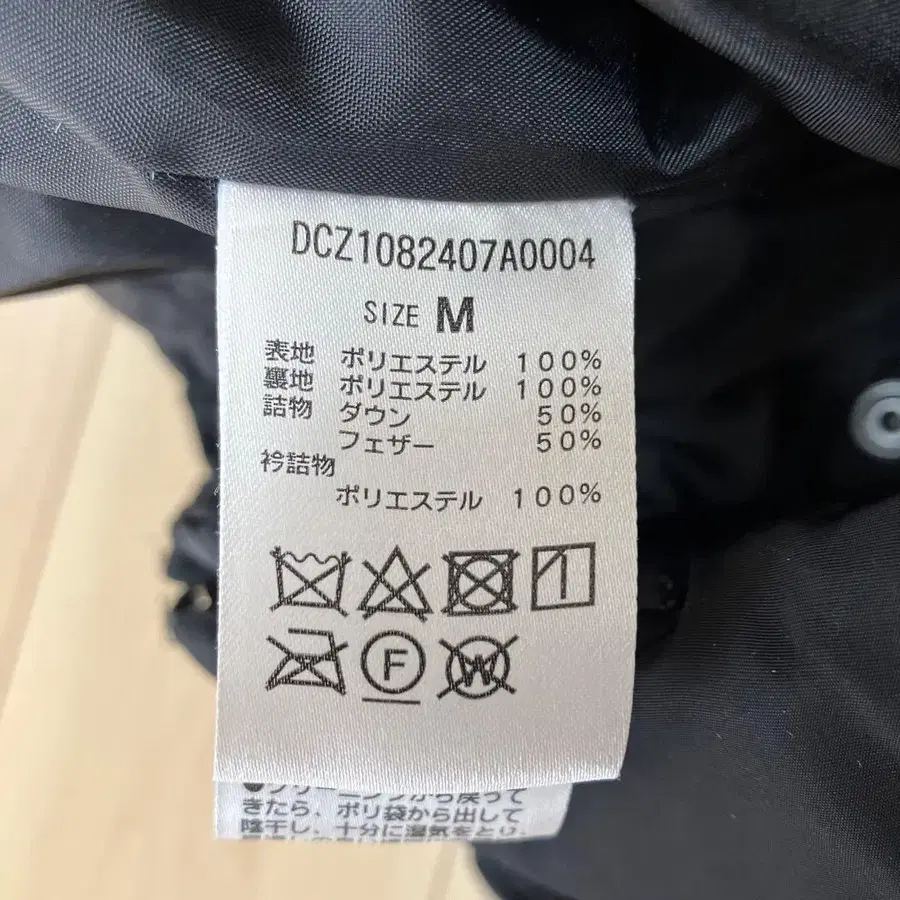 DCZ1082407A0004
SIZE M
表地 ポリエステル 100%
裏地 ポリエステル 100%
詰物 ダウン 50%
フェザー 50%
衿詰物
ポリエステル 100%
F
W
●クリーニングから戻って
きたら、ポリ袋から出して
陰干し、十分に湿気をとり、